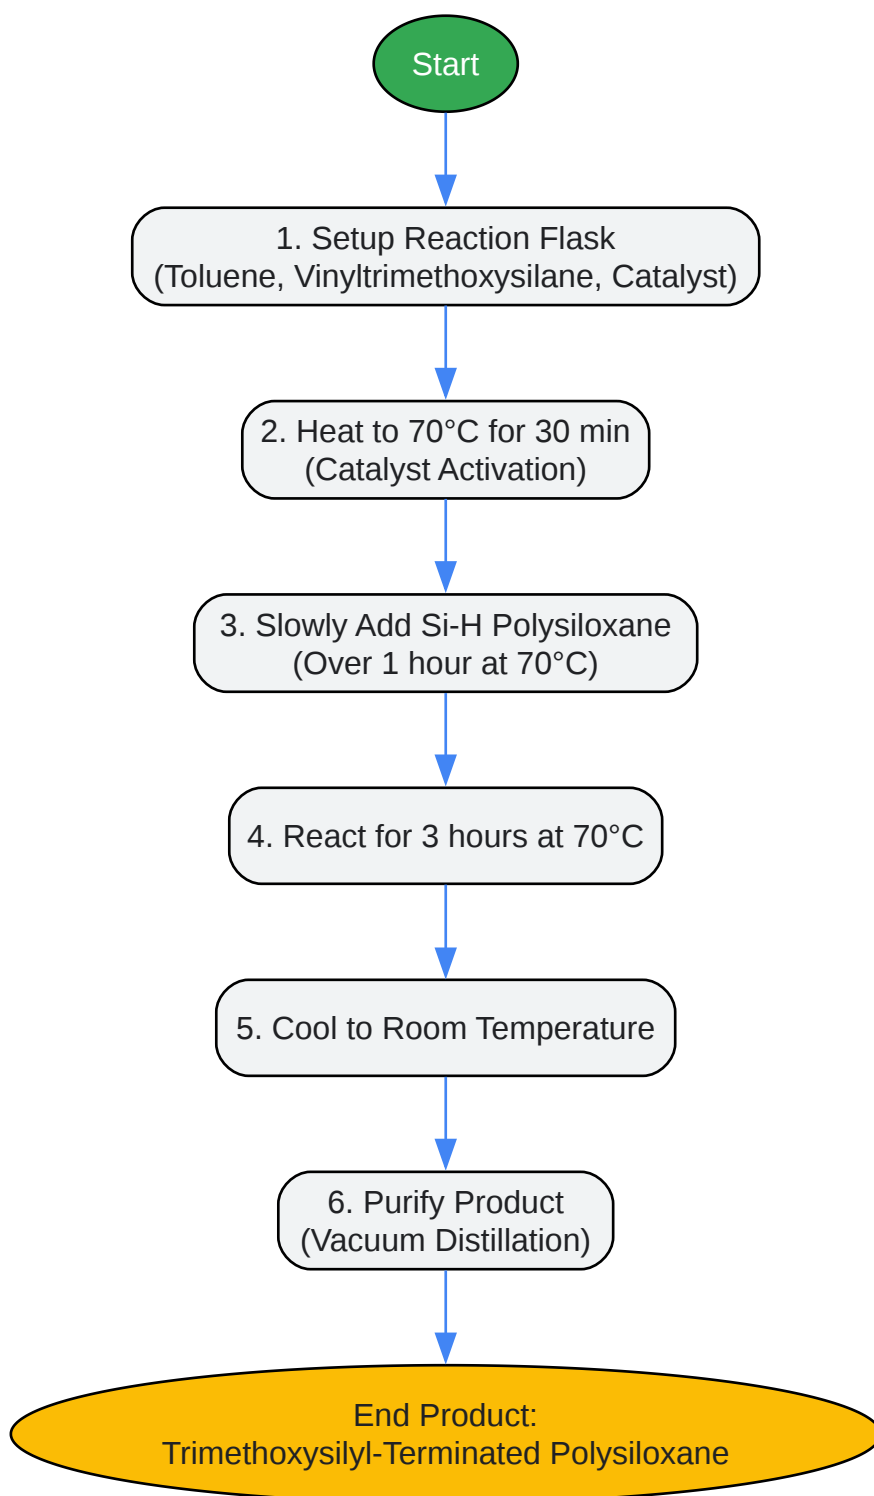 Start
1. Setup Reaction Flask
(Toluene, Vinyltrimethoxysilane, Catalyst)
2. Heat to 70°C for 30 min
(Catalyst Activation)
3. Slowly Add Si-H Polysiloxane
(Over 1 hour at 70°C)
4. React for 3 hours at 70°C
5. Cool to Room Temperature
6. Purify Product
(Vacuum Distillation)
End Product:
Trimethoxysilyl-Terminated Polysiloxane